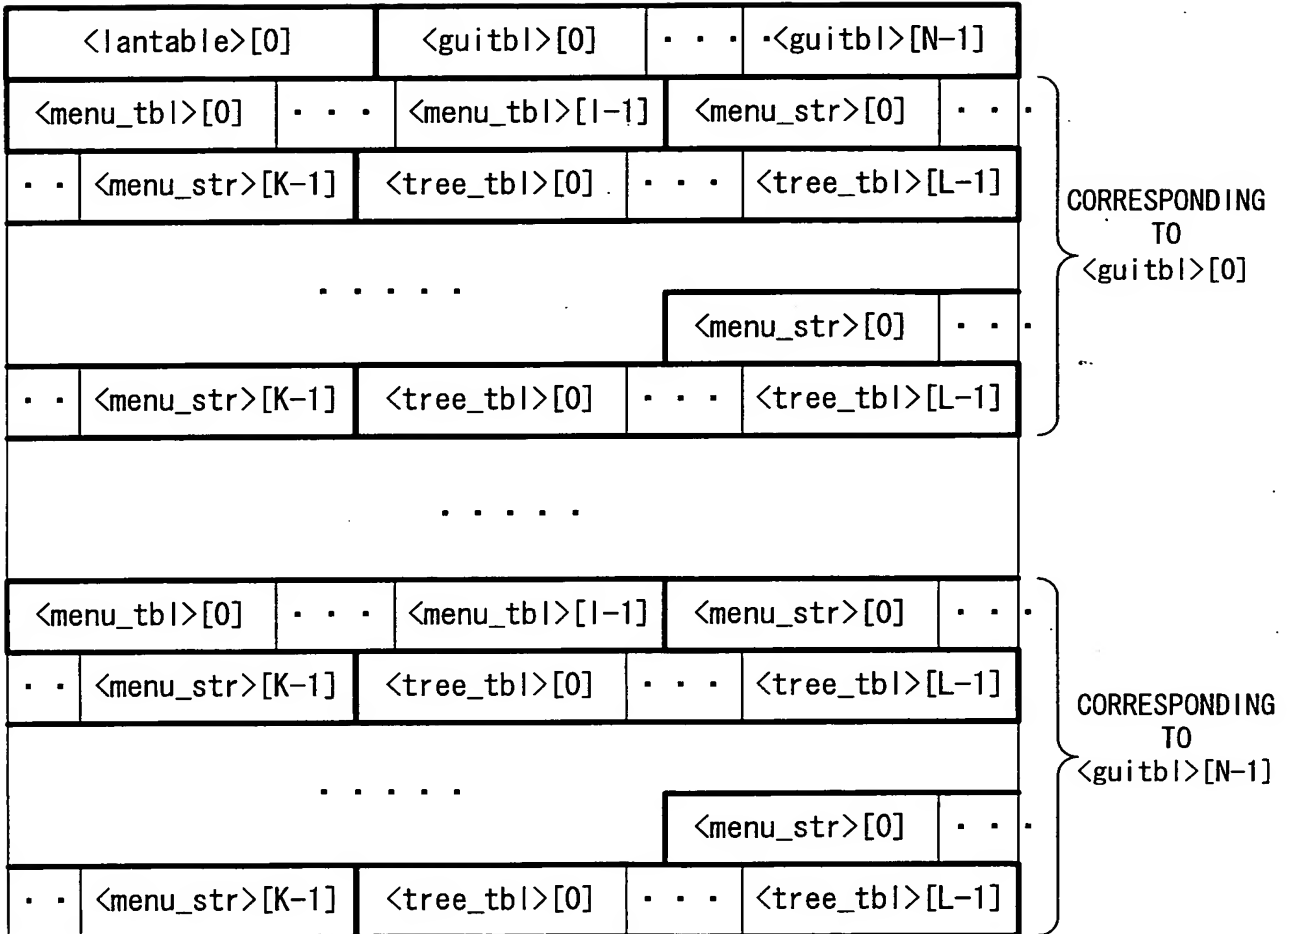 <lantable>[0] <guitbl>[0] · · · ·<guitbl>[N-1]
<menu_tbl>[0] · · · <menu_tbl>[I-1] <menu_str>[0] · · ·
· · <menu_str>[K-1] <tree_tbl>[0] · · · <tree_tbl>[L-1]
CORRESPONDING
TO
<guitbl>[0]
· · · · ·
<menu_str>[0] · · ·
· · <menu_str>[K-1] <tree_tbl>[0] · · · <tree_tbl>[L-1]
· · · · ·
<menu_tbl>[0] · · · <menu_tbl>[I-1] <menu_str>[0] · · ·
· · <menu_str>[K-1] <tree_tbl>[0] · · · <tree_tbl>[L-1]
CORRESPONDING
TO
<guitbl>[N-1]
· · · · ·
<menu_str>[0] · · ·
· · <menu_str>[K-1] <tree_tbl>[0] · · · <tree_tbl>[L-1]